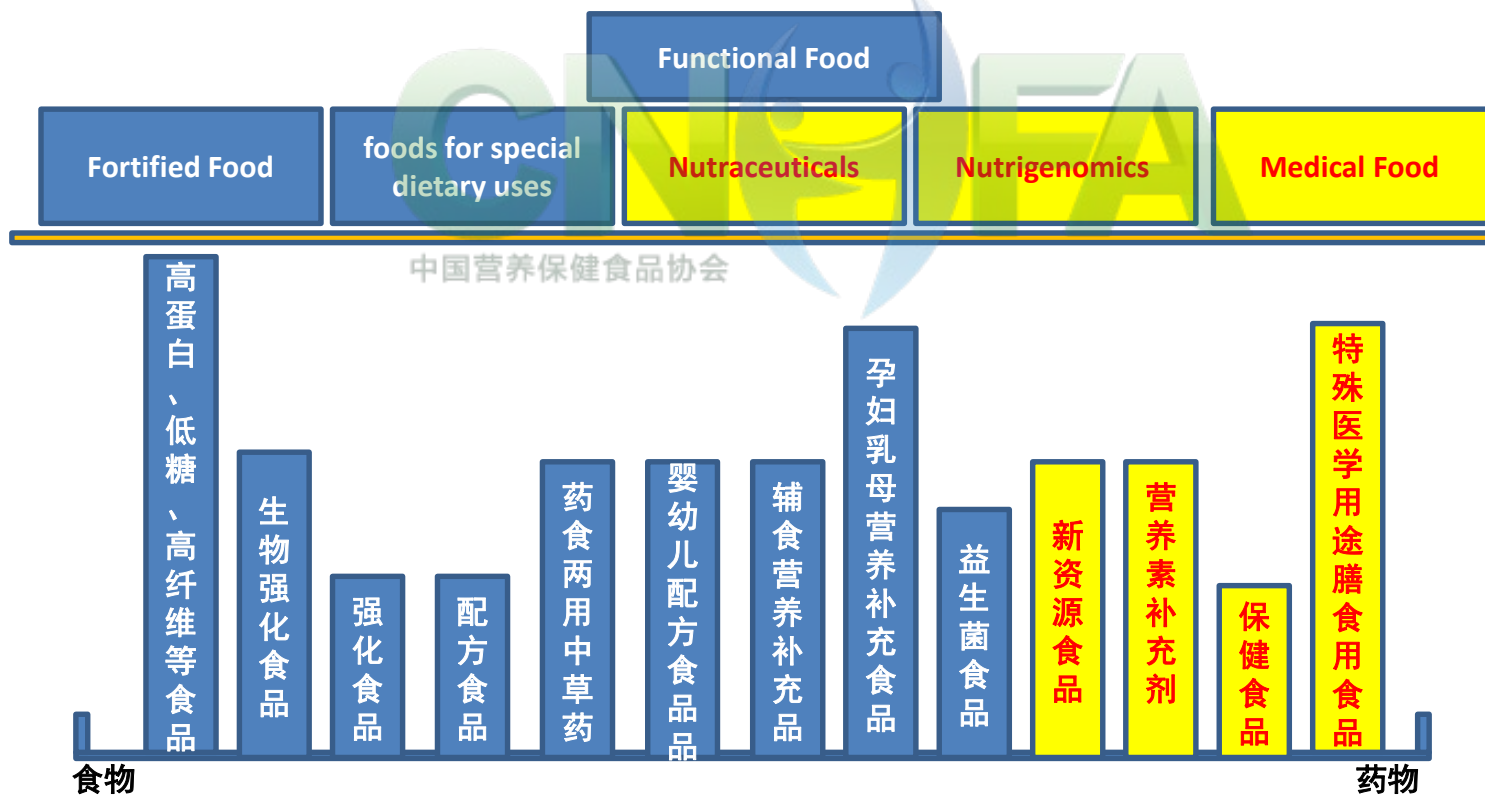 Functional Food
Fortified Food
foods for special
dietary uses
Nutraceuticals
Nutrigenomics
Medical Food
CNHFA
中国营养保健食品协会
高蛋白、低糖、高纤维等食品
生物强化食品
强化食品
配方食品
药食两用中草药
婴幼儿配方食品品
辅食营养补充品
孕妇乳母营养补充食品
益生菌食品
新资源食品
营养素补充剂
保健食品
特殊医学用途膳食用食品
食物
药物